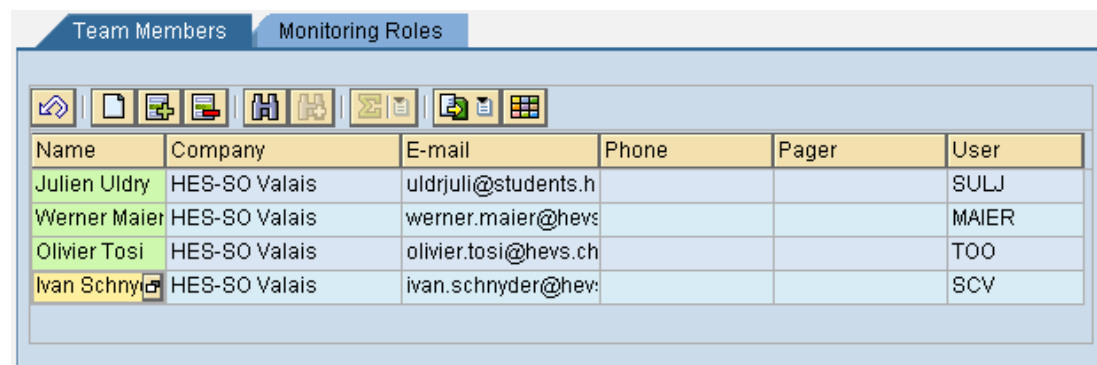 Team Members Monitoring Roles
Name Company E-mail Phone Pager User
Julien Uldry HES-SO Valais uldrjuli@students.h SULJ
Werner Maier HES-SO Valais werner.maier@hevs MAIER
Olivier Tosi HES-SO Valais olivier.tosi@hevs.ch TOO
Ivan Schny HES-SO Valais ivan.schnyder@hev SCV